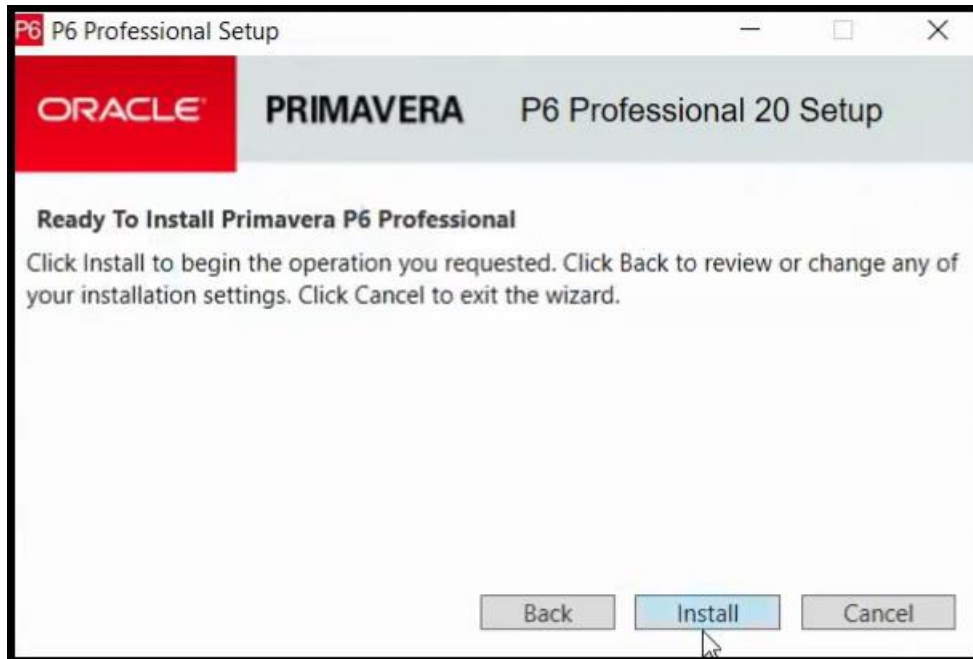 P6 P6 Professional Setup
ORACLE PRIMAVERA P6 Professional 20 Setup
Ready To Install Primavera P6 Professional
Click Install to begin the operation you requested. Click Back to review or change any of
your installation settings. Click Cancel to exit the wizard.
Back Install Cancel